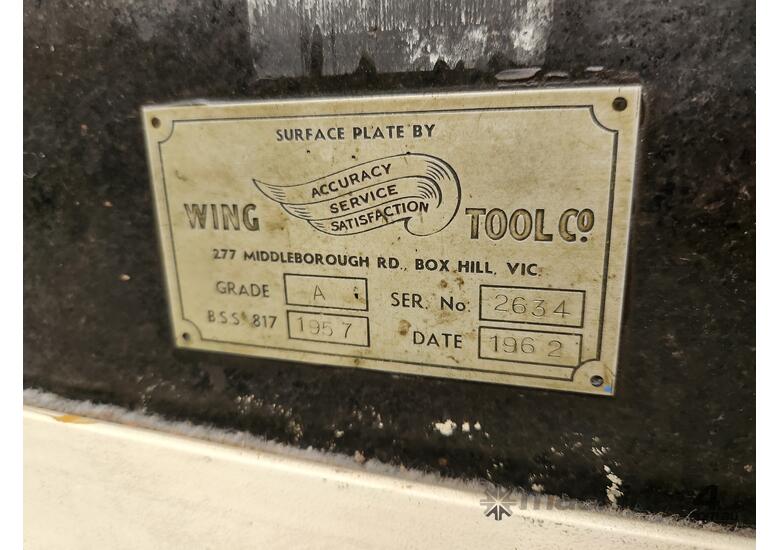 SURFACE PLATE BY
ACCURACY
SERVICE
SATISFACTION
WING TOOL Co.
277 MIDDLEBOROUGH RD., BOX HILL, VIC.
GRADE A SER. No. 2634
B.S.S. 817 1957 DATE 1962